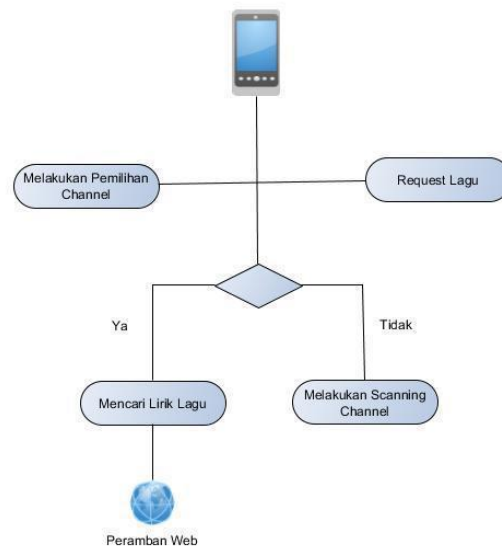 Melakukan Pemilihan
Channel
Request Lagu
Ya
Tidak
Mencari Lirik Lagu
Melakukan Scanning
Channel
Peramban Web